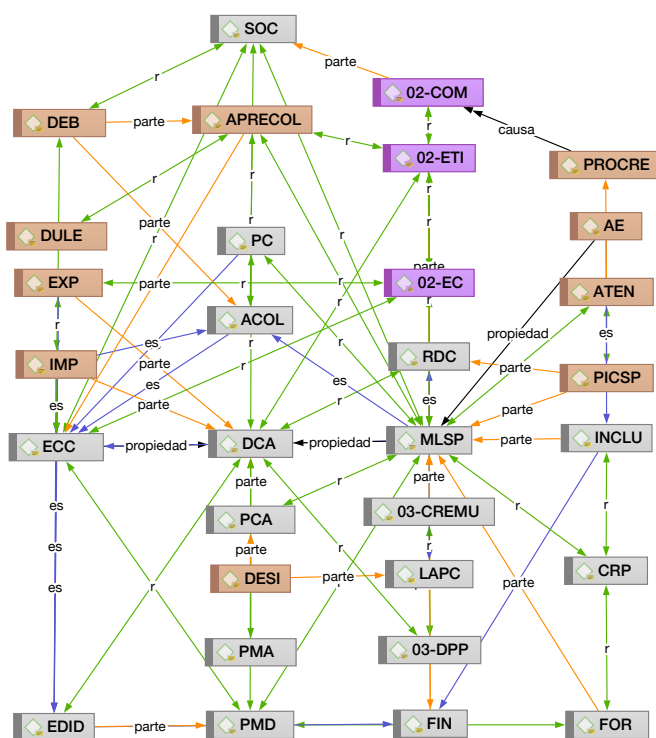 SOC
parte
02-COM
r
DEB
parte
APRECOL
r
causa
r
02-ETI
PROCRE
r
parte
r
AE
DULE
PC
r
r
r
EXP
parte
r
r
parte
02-EC
ATEN
propiedad
r
es
ACOL
r
r
es
IMP
parte
es
r
RDC
parte
PICSP
es
es
parte
r
es
es
parte
ECC
propiedad
DCA
propiedad
MLSP
parte
INCLU
es
parte
parte
r
PCA
03-CREMU
r
r
es
parte
r
CRP
es
r
DESI
parte
LAPC
parte
PMA
03-DPP
r
EDID
parte
PMD
FIN
FOR